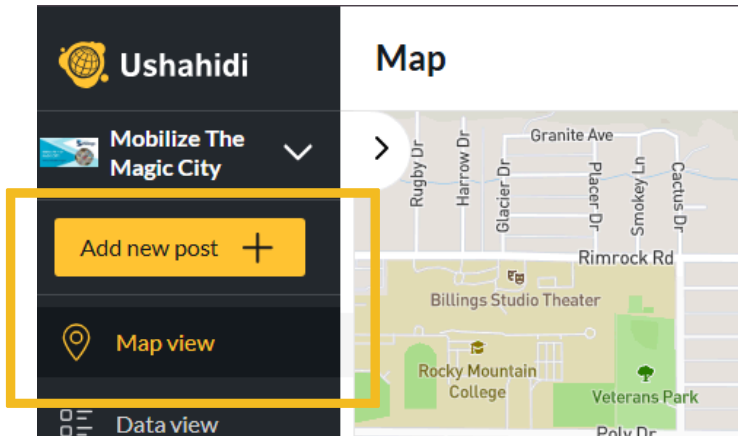 Ushahidi
Mobilize The
Magic City
Add new post
Map view
Data view
Map
Granite Ave
Rugby Dr
Harrow Dr
Glacier Dr
Placer Dr
Smokey Ln
Cactus Dr
Rimrock Rd
Billings Studio Theater
Rocky Mountain
College
Veterans Park
Poly Dr